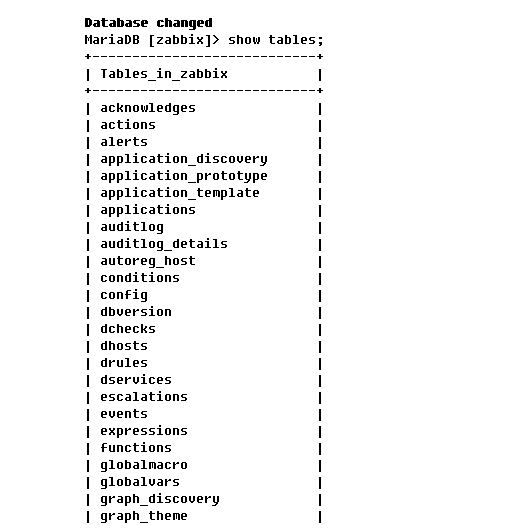 Database changed
MariaDB [zabbix]> show tables;
+----------------------------+
| Tables_in_zabbix           |
+----------------------------+
| acknowledges               |
| actions                    |
| alerts                     |
| application_discovery      |
| application_prototype      |
| application_template       |
| applications               |
| auditlog                   |
| auditlog_details           |
| autoreg_host               |
| conditions                 |
| config                     |
| dbversion                  |
| dchecks                    |
| dhosts                     |
| drules                     |
| dservices                  |
| escalations                |
| events                     |
| expressions                |
| functions                  |
| globalmacro                |
| globalvars                 |
| graph_discovery            |
| graph_theme                |